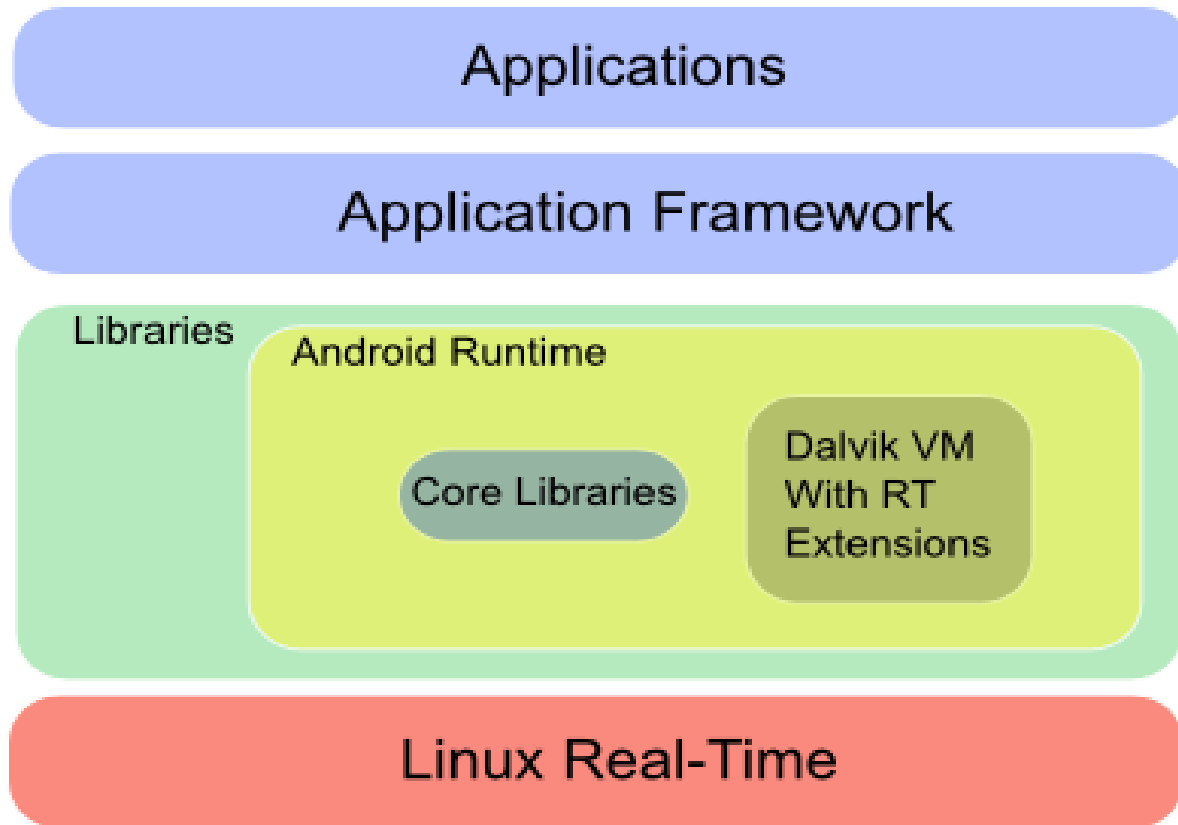 Applications
Application Framework
Libraries
Android Runtime
Core Libraries
Dalvik VM
With RT
Extensions
Linux Real-Time